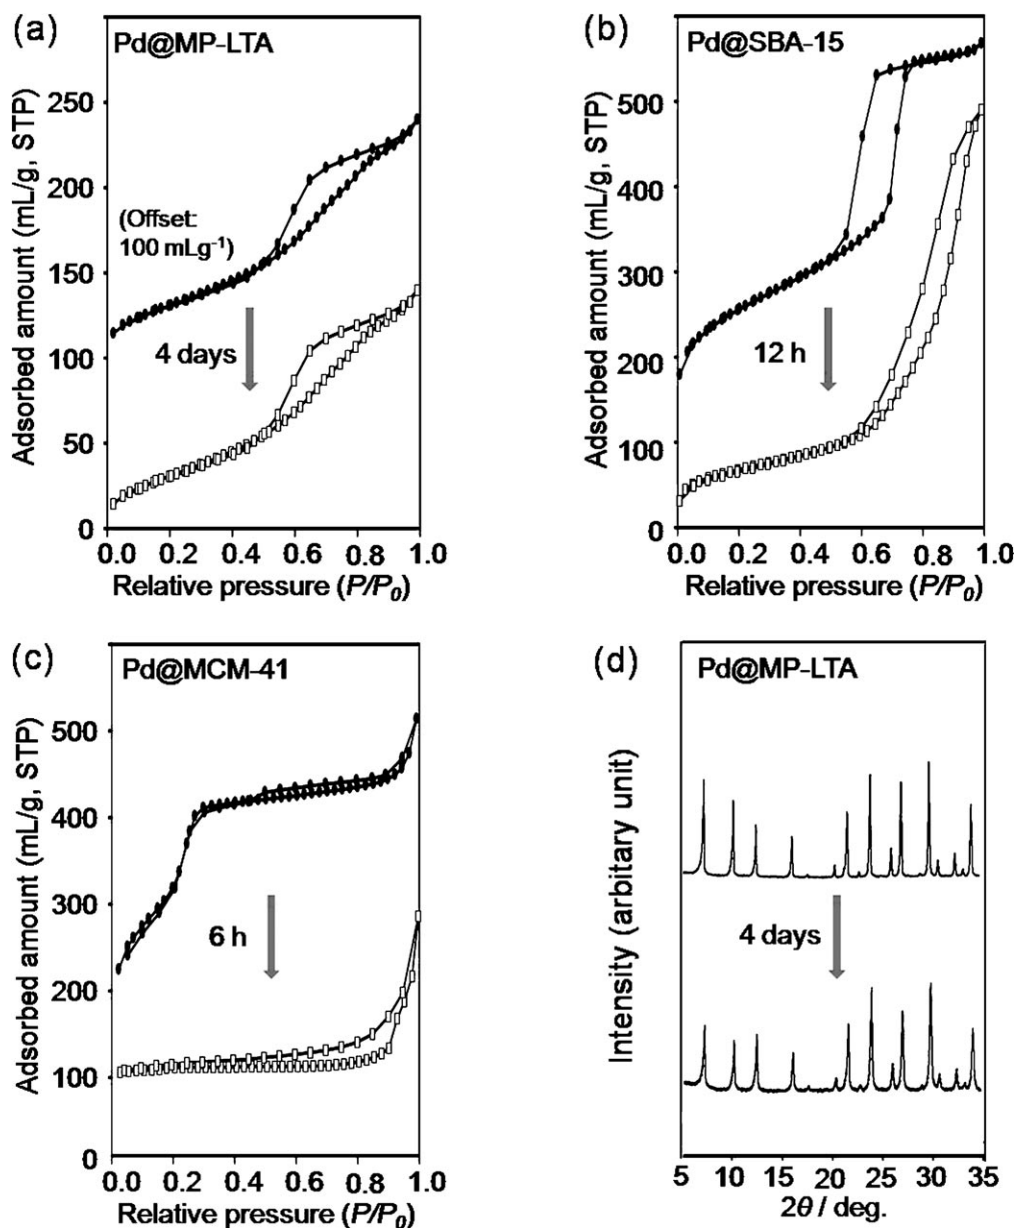 (a)
Pd@MP-LTA
250
200
150
100
50
0
Adsorbed amount (mL/g, STP)
(Offset:
100 mLg⁻¹)
4 days
0.0 0.2 0.4 0.6 0.8 1.0
Relative pressure (P/P₀)
(b)
Pd@SBA-15
500
400
300
200
100
0
Adsorbed amount (mL/g, STP)
12 h
0.0 0.2 0.4 0.6 0.8 1.0
Relative pressure (P/P₀)
(c)
Pd@MCM-41
500
400
300
200
100
0
Adsorbed amount (mL/g, STP)
6 h
0.0 0.2 0.4 0.6 0.8 1.0
Relative pressure (P/P₀)
(d)
Pd@MP-LTA
Intensity (arbitary unit)
4 days
5 10 15 20 25 30 35
2θ / deg.